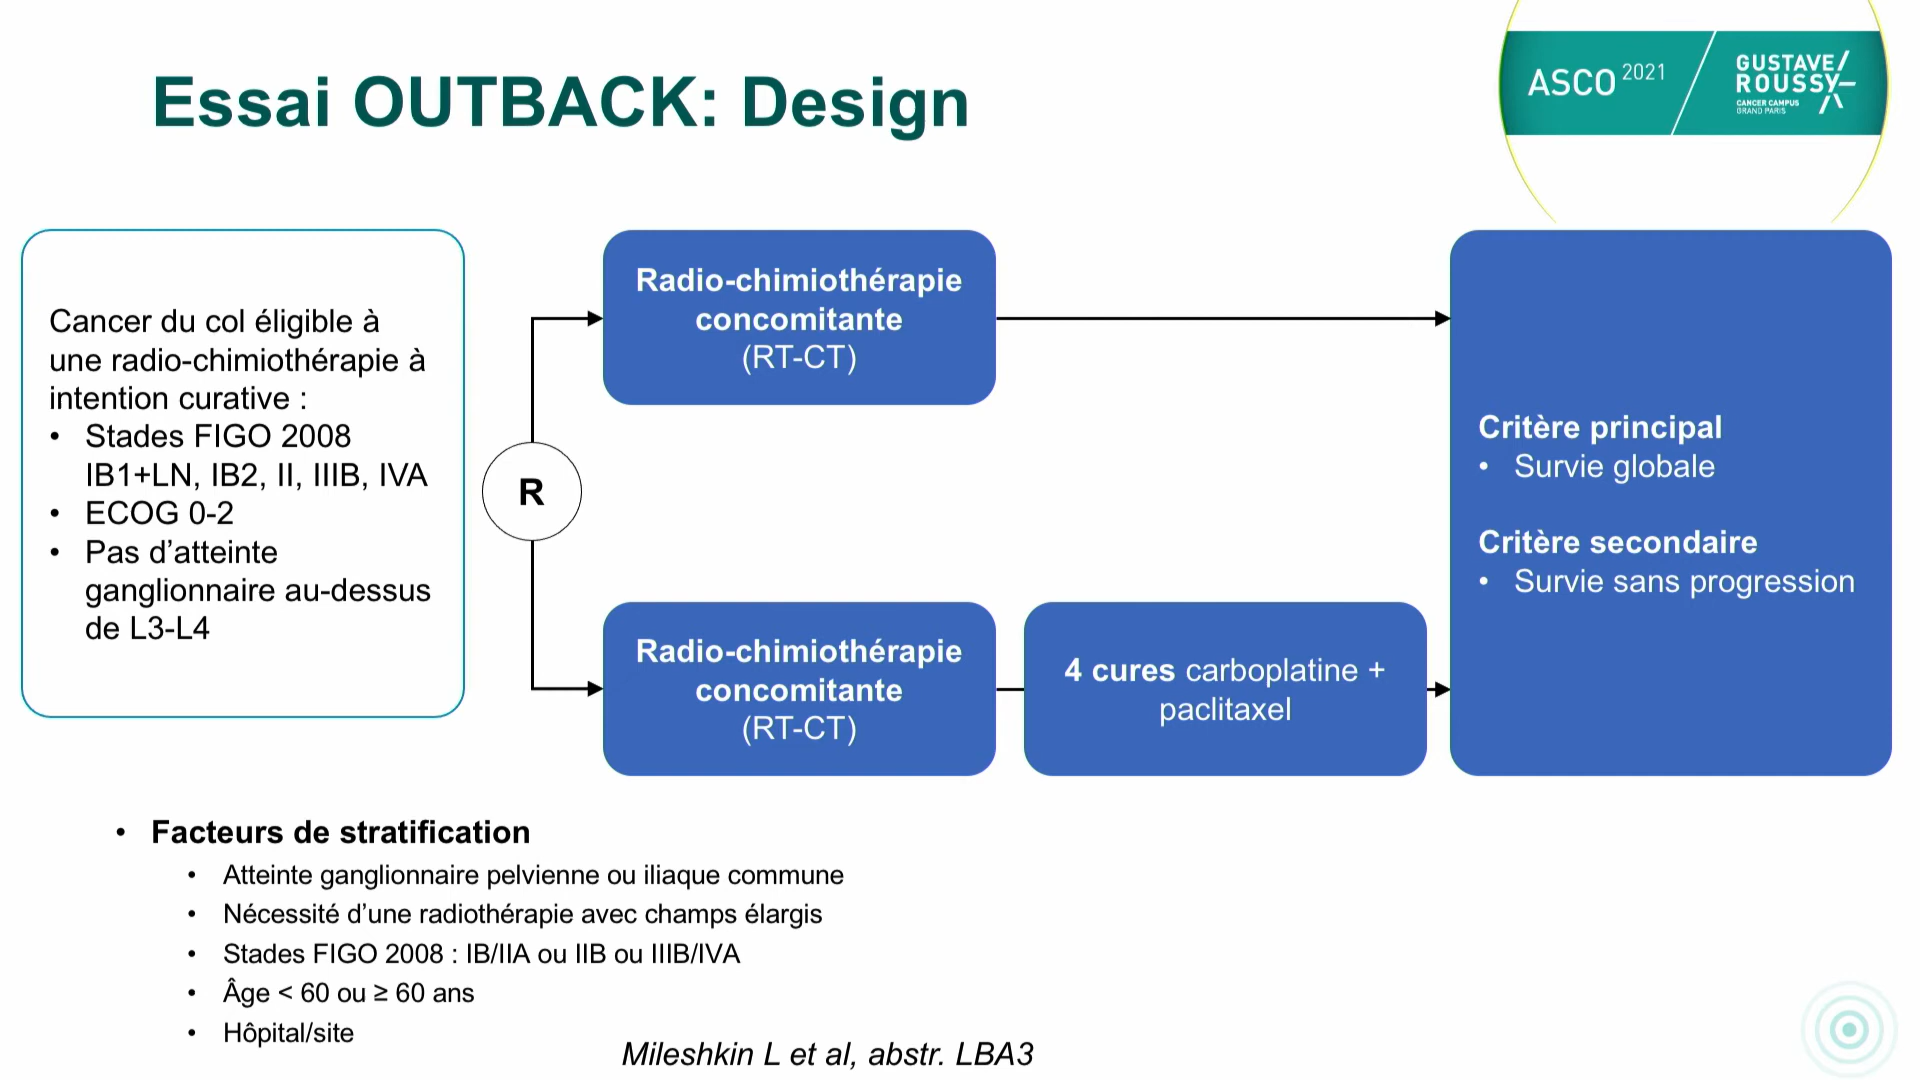 Essai OUTBACK: Design
ASCO 2021
GUSTAVE/
ROUSSY
CANCER CAMPUS
GRAND PARIS
Cancer du col éligible à
une radio-chimiothérapie à
intention curative :
• Stades FIGO 2008
IB1+LN, IB2, II, IIIB, IVA
• ECOG 0-2
• Pas d’atteinte
ganglionnaire au-dessus
de L3-L4
R
Radio-chimiothérapie
concomitante
(RT-CT)
Radio-chimiothérapie
concomitante
(RT-CT)
4 cures carboplatine +
paclitaxel
Critère principal
• Survie globale
Critère secondaire
• Survie sans progression
• Facteurs de stratification
• Atteinte ganglionnaire pelvienne ou iliaque commune
• Nécessité d’une radiothérapie avec champs élargis
• Stades FIGO 2008 : IB/IIA ou IIB ou IIIB/IVA
• Âge < 60 ou ≥ 60 ans
• Hôpital/site
Mileshkin L et al, abstr. LBA3